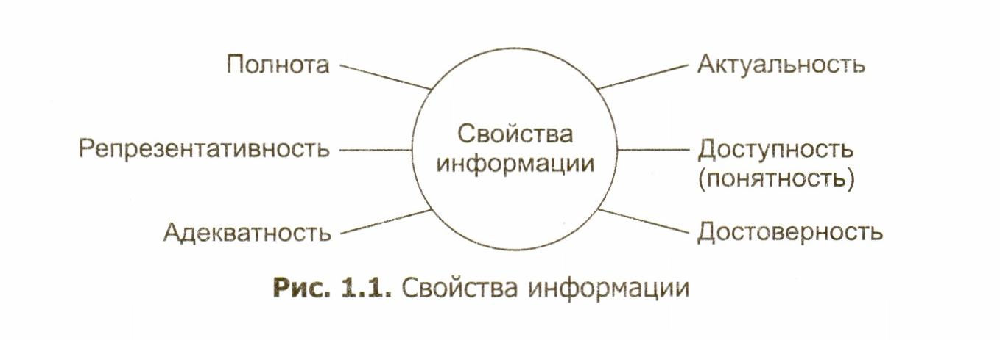 Полнота
Репрезентативность
Адекватность
Свойства
информации
Актуальность
Доступность
(понятность)
Достоверность
Рис. 1.1. Свойства информации